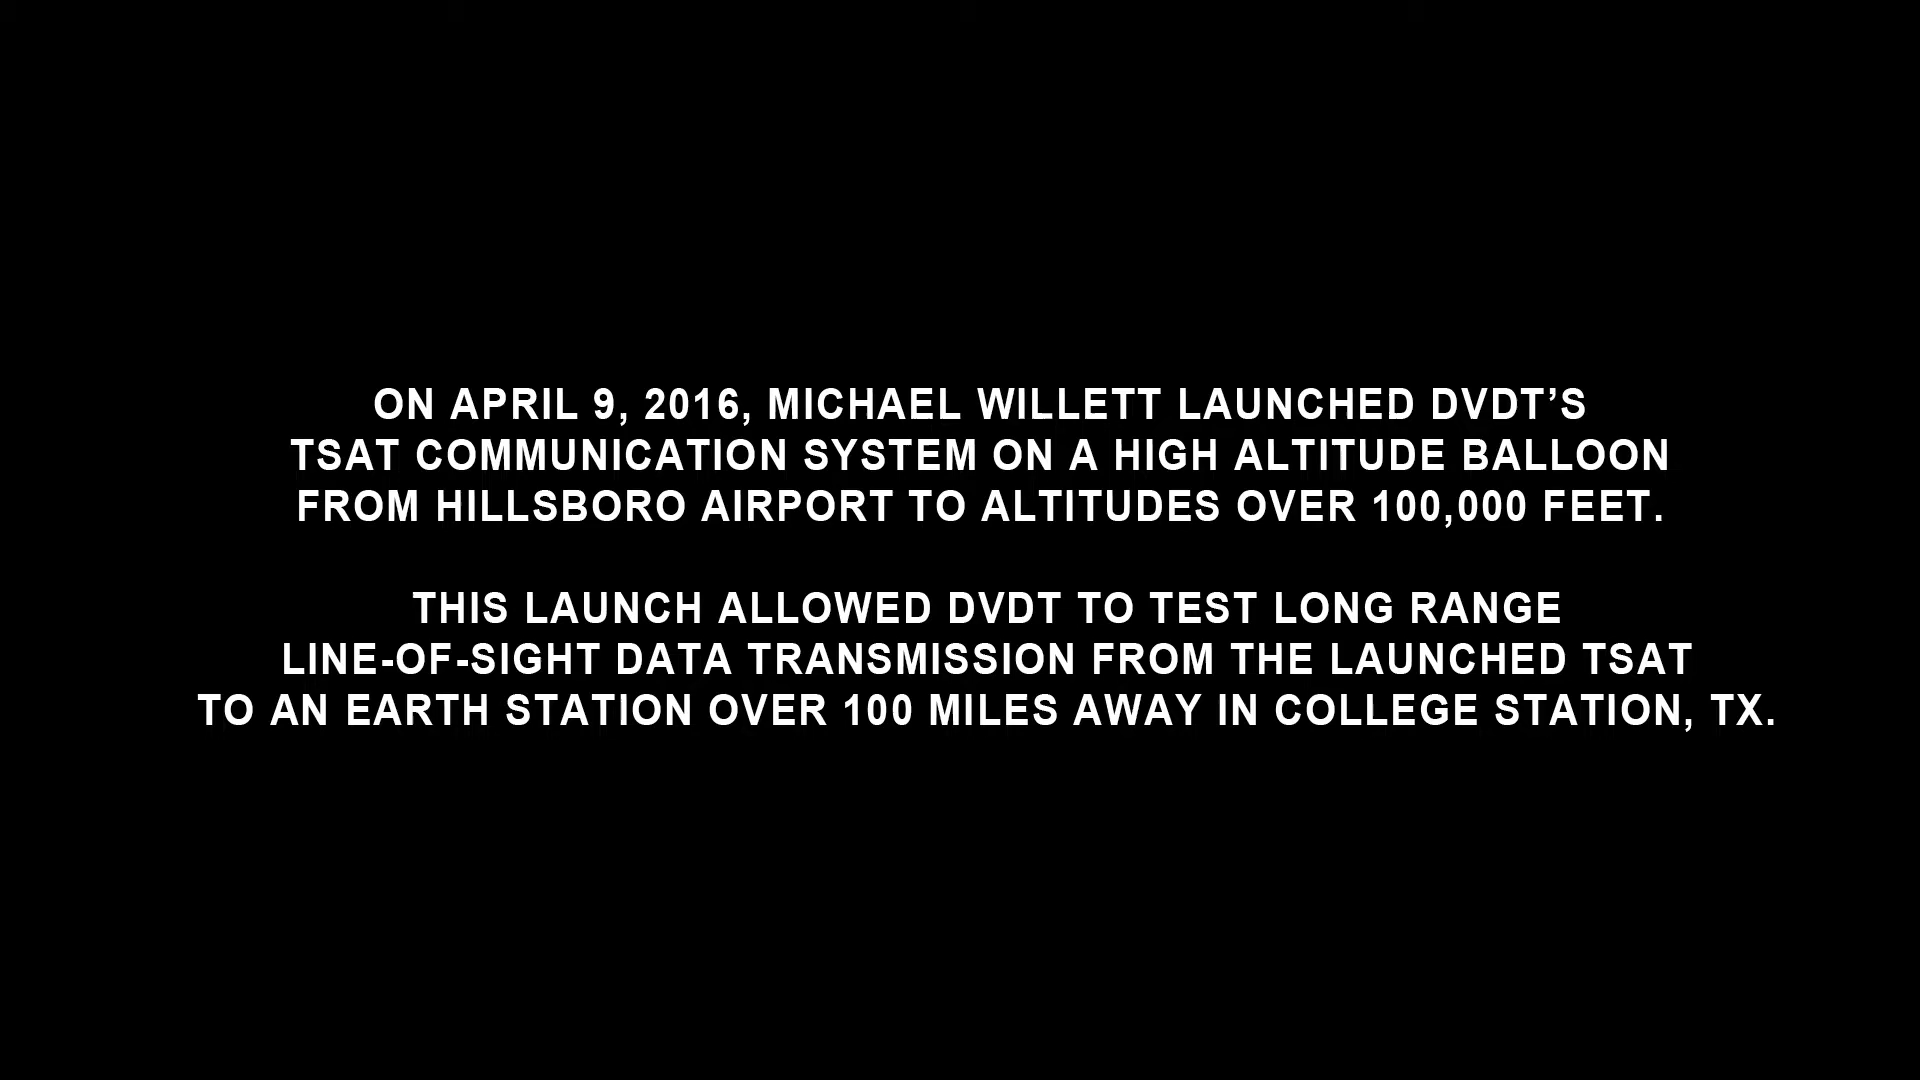 ON APRIL 9, 2016, MICHAEL WILLETT LAUNCHED DVDT’S
TSAT COMMUNICATION SYSTEM ON A HIGH ALTITUDE BALLOON
FROM HILLSBORO AIRPORT TO ALTITUDES OVER 100,000 FEET.
THIS LAUNCH ALLOWED DVDT TO TEST LONG RANGE
LINE-OF-SIGHT DATA TRANSMISSION FROM THE LAUNCHED TSAT
TO AN EARTH STATION OVER 100 MILES AWAY IN COLLEGE STATION, TX.